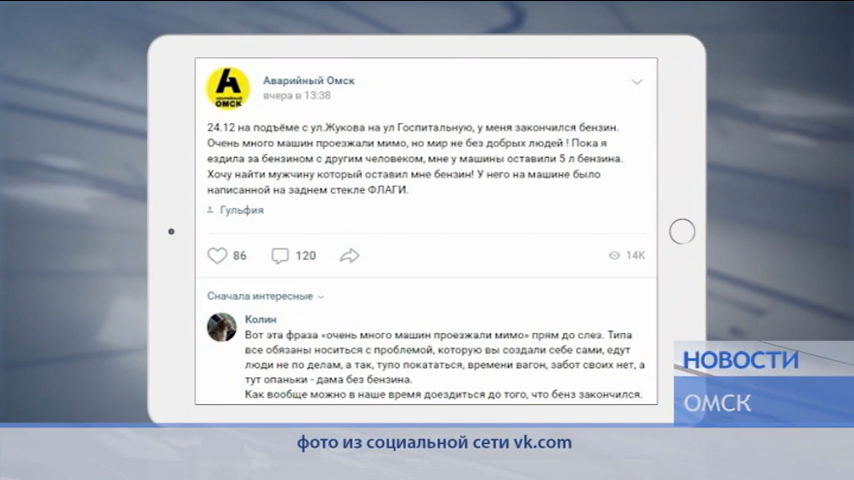 Аварийный Омск
вчера в 13:38
24.12 на подъёме с ул.Жукова на ул Госпитальную, у меня закончился бензин.
Очень много машин проезжали мимо, но мир не без добрых людей ! Пока я
ездила за бензином с другим человеком, мне у машины оставили 5 л бензина.
Хочу найти мужчину который оставил мне бензин! У него на машине было
написанной на заднем стекле ФЛАГИ.
Гульфия
86 120 14K
Сначала интересные
Колин
Вот эта фраза «очень много машин проезжали мимо» прям до слез. Типа
все обязаны носиться с проблемой, которую вы создали себе сами, едут
люди не по делам, а так, тупо покататься, времени вагон, забот своих нет, а
тут опаньки - дама без бензина.
Как вообще можно в наше время доездиться до того, что бенз закончился.
НОВОСТИ
ОМСК
фото из социальной сети vk.com